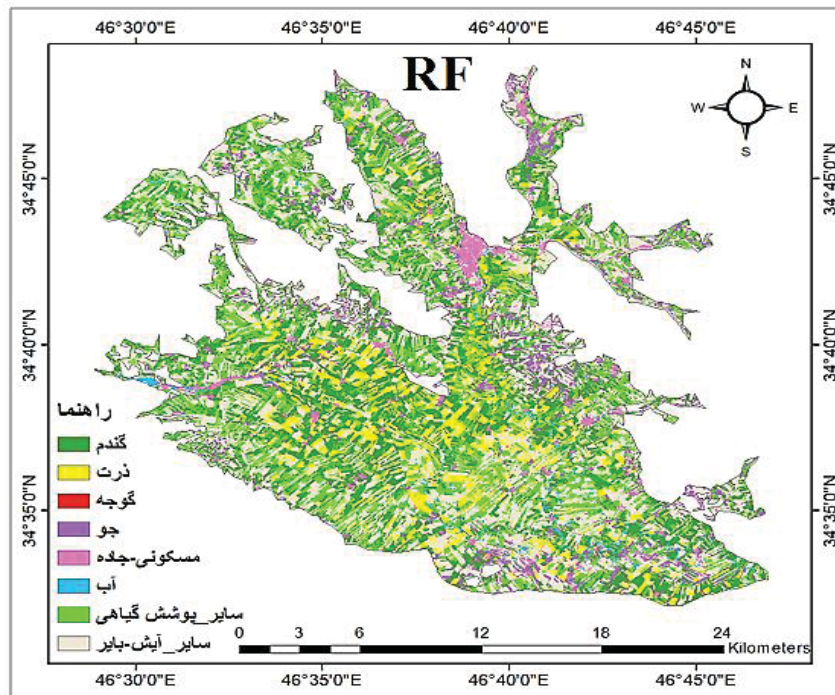 46°30'0"E 46°35'0"E 46°40'0"E 46°45'0"E
RF
N
W E
S
34°45'0"N 34°45'0"N
34°40'0"N 34°40'0"N
راهنما
گندم
ذرت
گوجه
34°35'0"N 34°35'0"N
جو
مسکونی-جاده
آب
سایر_پوشش گیاهی
سایر_آیش-بایر
0 3 6 12 18 24
Kilometers
46°30'0"E 46°35'0"E 46°40'0"E 46°45'0"E